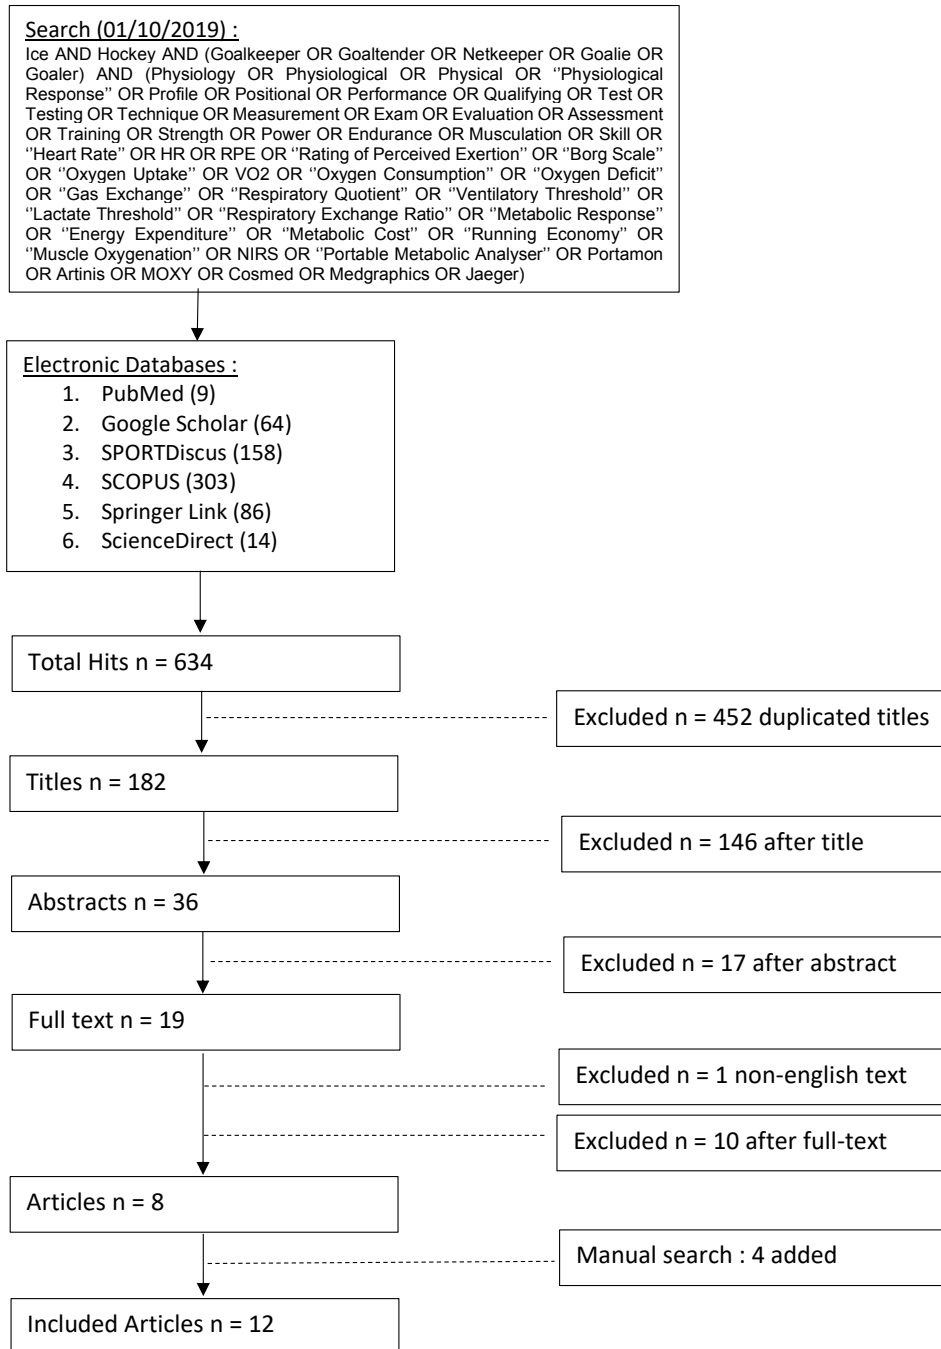 Search (01/10/2019) :
Ice AND Hockey AND (Goalkeeper OR Goaltender OR Netkeeper OR Goalie OR
Goaler) AND (Physiology OR Physiological OR Physical OR ‘’Physiological
Response’’ OR Profile OR Positional OR Performance OR Qualifying OR Test OR
Testing OR Technique OR Measurement OR Exam OR Evaluation OR Assessment
OR Training OR Strength OR Power OR Endurance OR Musculation OR Skill OR
‘’Heart Rate’’ OR HR OR RPE OR ‘’Rating of Perceived Exertion’’ OR ‘’Borg Scale’’
OR ‘’Oxygen Uptake’’ OR VO2 OR ‘’Oxygen Consumption’’ OR ‘’Oxygen Deficit’’
OR ‘’Gas Exchange’’ OR ‘’Respiratory Quotient’’ OR ‘’Ventilatory Threshold’’ OR
‘’Lactate Threshold’’ OR ‘’Respiratory Exchange Ratio’’ OR ‘’Metabolic Response’’
OR ‘’Energy Expenditure’’ OR ‘’Metabolic Cost’’ OR ‘’Running Economy’’ OR
‘’Muscle Oxygenation’’ OR NIRS OR ‘’Portable Metabolic Analyser’’ OR Portamon
OR Artinis OR MOXY OR Cosmed OR Medgraphics OR Jaeger)
Electronic Databases :
1. PubMed (9)
2. Google Scholar (64)
3. SPORTDiscus (158)
4. SCOPUS (303)
5. Springer Link (86)
6. ScienceDirect (14)
Total Hits n = 634
Excluded n = 452 duplicated titles
Titles n = 182
Excluded n = 146 after title
Abstracts n = 36
Excluded n = 17 after abstract
Full text n = 19
Excluded n = 1 non-english text
Excluded n = 10 after full-text
Articles n = 8
Manual search : 4 added
Included Articles n = 12